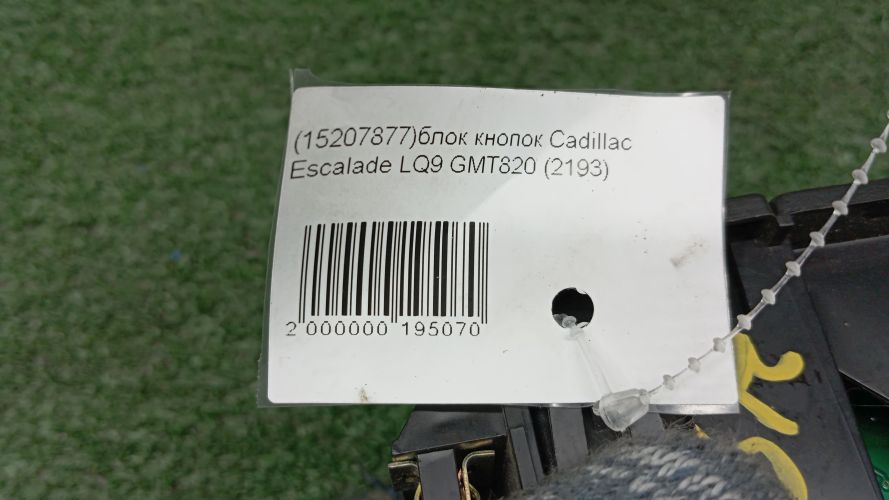 (15207877)блок кнопок Cadillac
Escalade LQ9 GMT820 (2193)
2 000000 195070